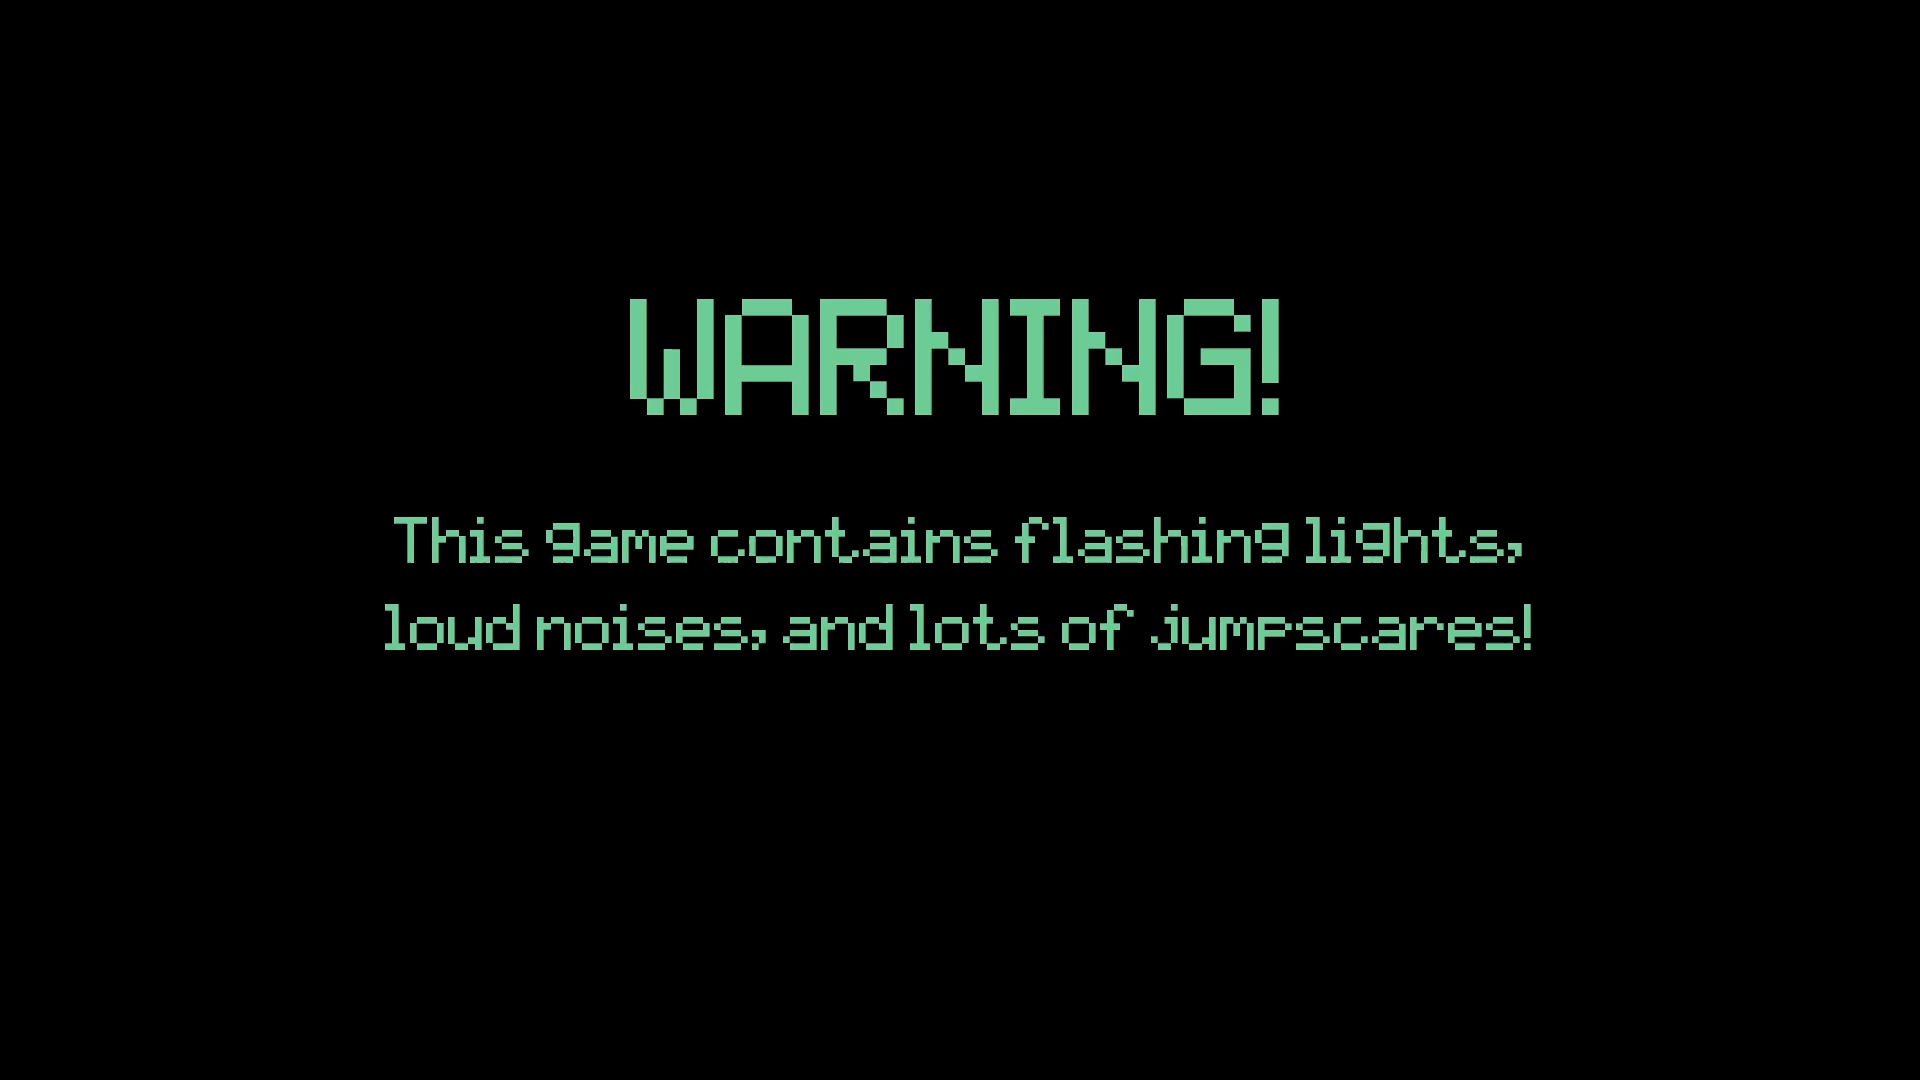 WARNING!
This game contains flashing lights,
loud noises, and lots of jumpscares!